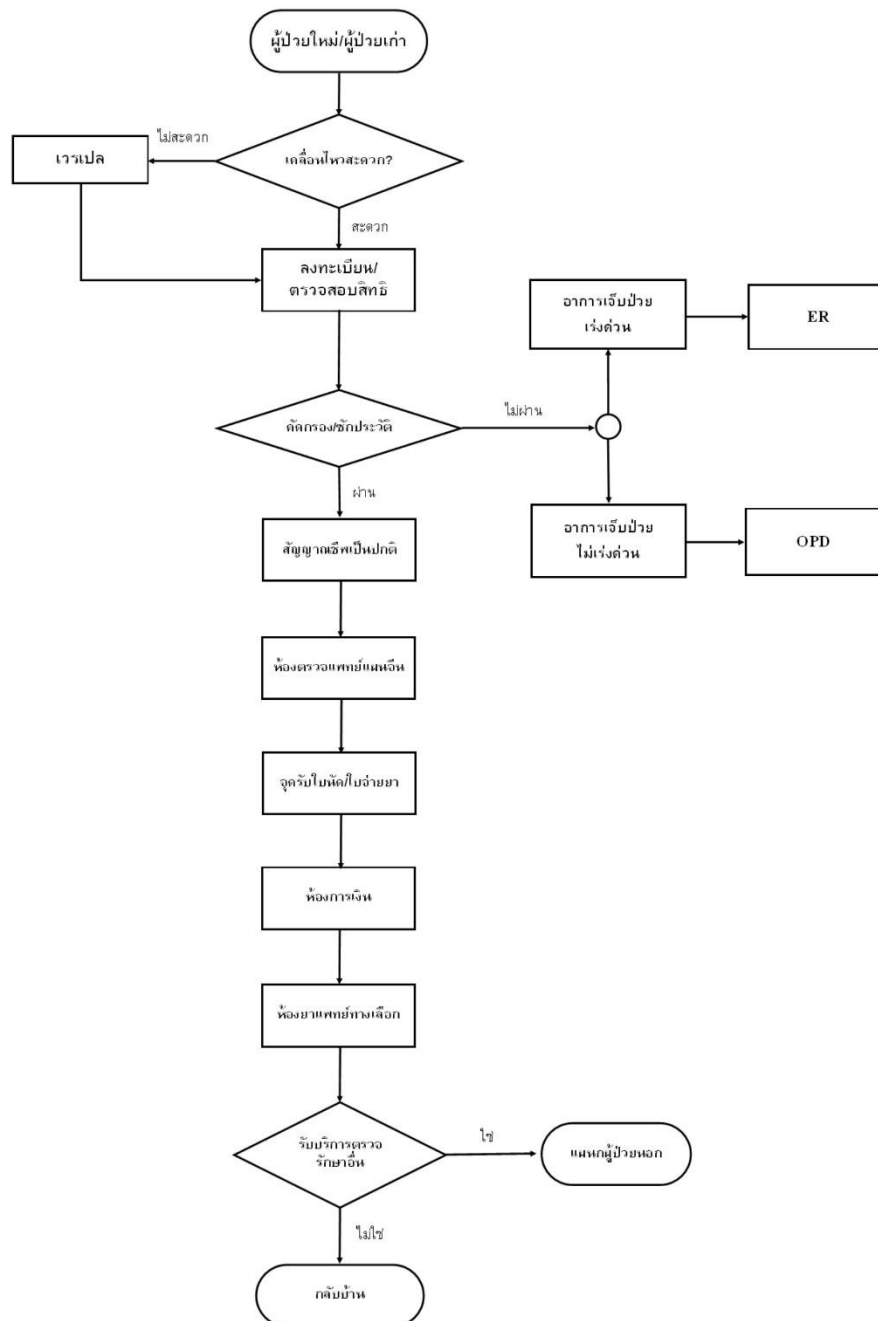 ผู้ป่วยใหม่/ผู้ป่วยเก่า
ไม่สะดวก
เวรเปล
เคลื่อนไหวสะดวก?
สะดวก
ลงทะเบียน/
ตรวจสอบสิทธิ
อาการเจ็บป่วย
เร่งด่วน
ER
ไม่ผ่าน
คัดกรอง/ซักประวัติ
ผ่าน
สัญญาณชีพเป็นปกติ
อาการเจ็บป่วย
ไม่เร่งด่วน
OPD
ห้องตรวจแพทย์แผนจีน
จุดรับใบนัด/ใบจ่ายยา
ห้องการเงิน
ห้องยาแพทย์ทางเลือก
รับบริการตรวจ
รักษาอื่น
ใช่
แผนกผู้ป่วยนอก
ไม่ใช่
กลับบ้าน